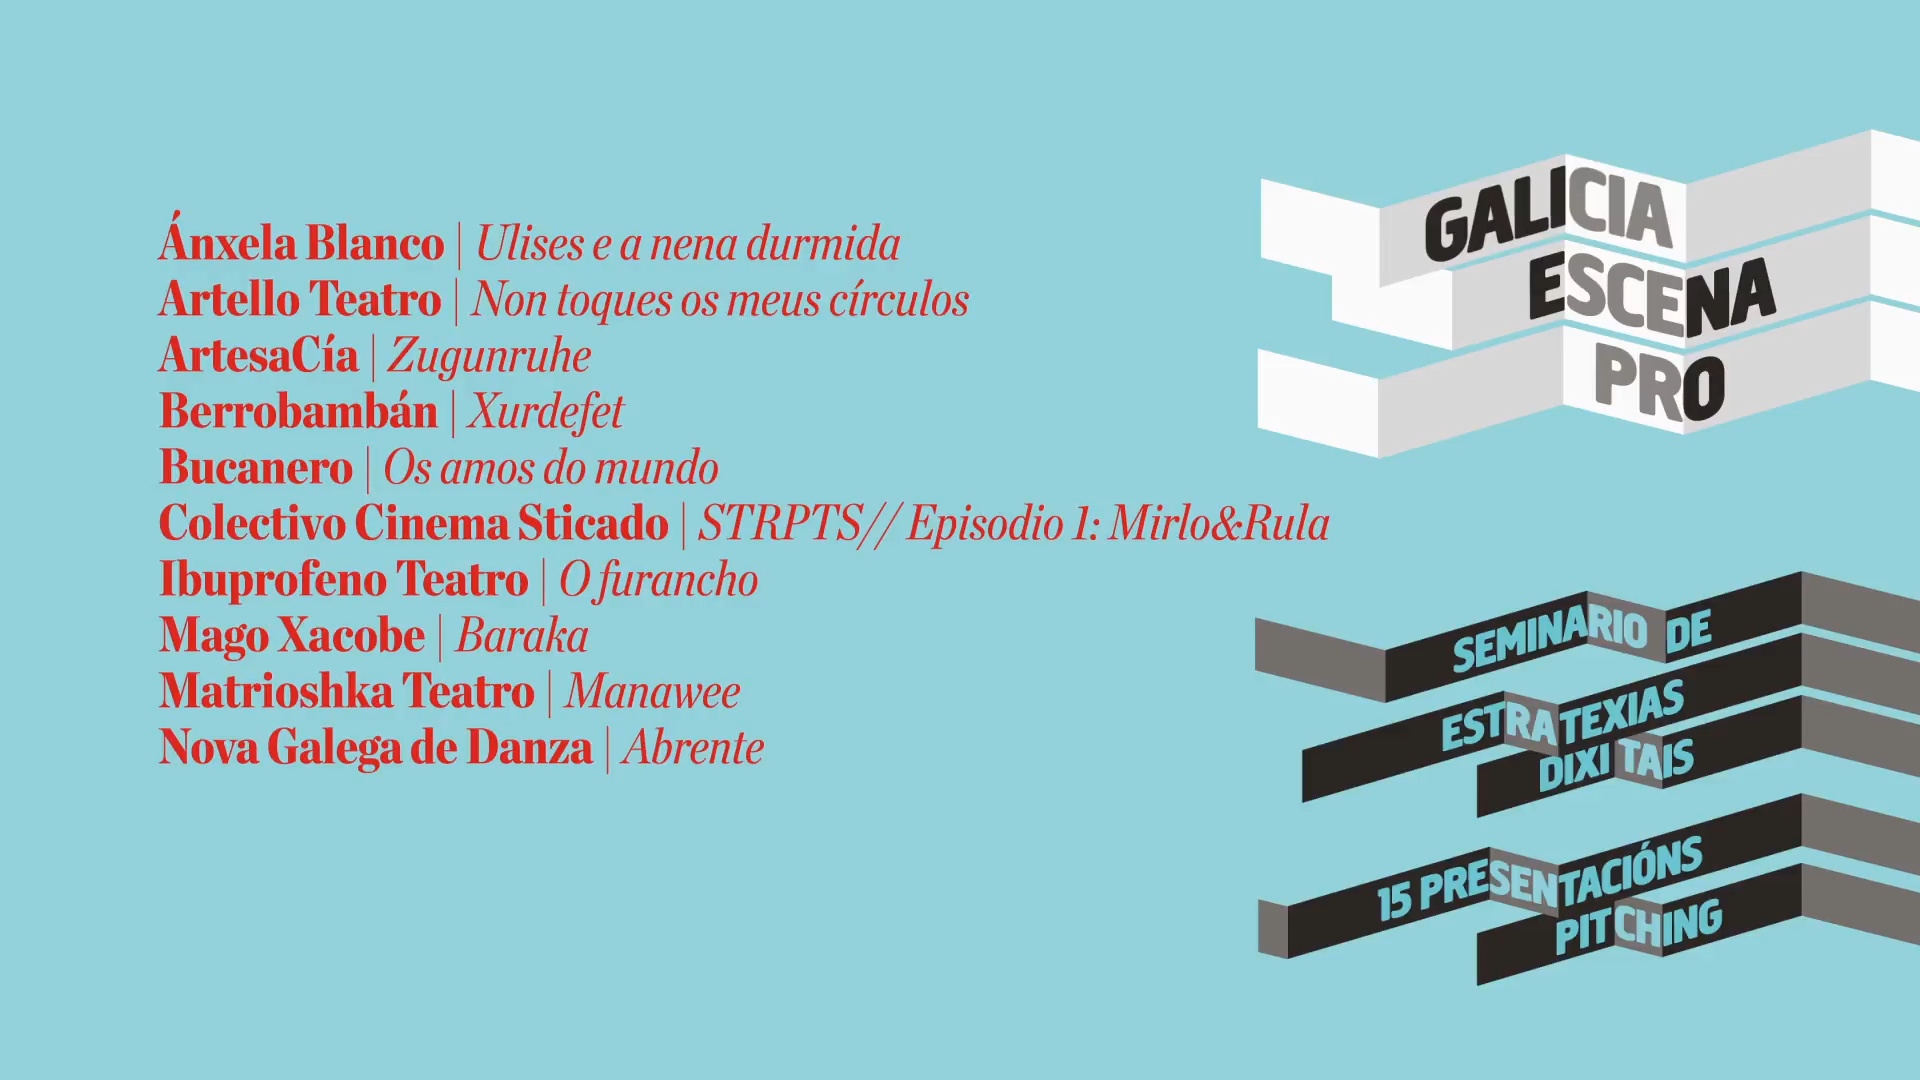 Ánxela Blanco | Ulises e a nena durmida
Artello Teatro | Non toques os meus círculos
ArtesaCía | Zugunruhe
Berrobambán | Xurdefet
Bucanero | Os amos do mundo
Colectivo Cinema Sticado | STRPTS// Episodio 1: Mirlo&Rula
Ibuprofeno Teatro | O furancho
Mago Xacobe | Baraka
Matrioshka Teatro | Manawee
Nova Galega de Danza | Abrente
GALICIA
ESCENA
PRO
SEMINARIO DE
ESTRATEXIAS
DIXITAIS
15 PRESENTACIÓNS
PITCHING